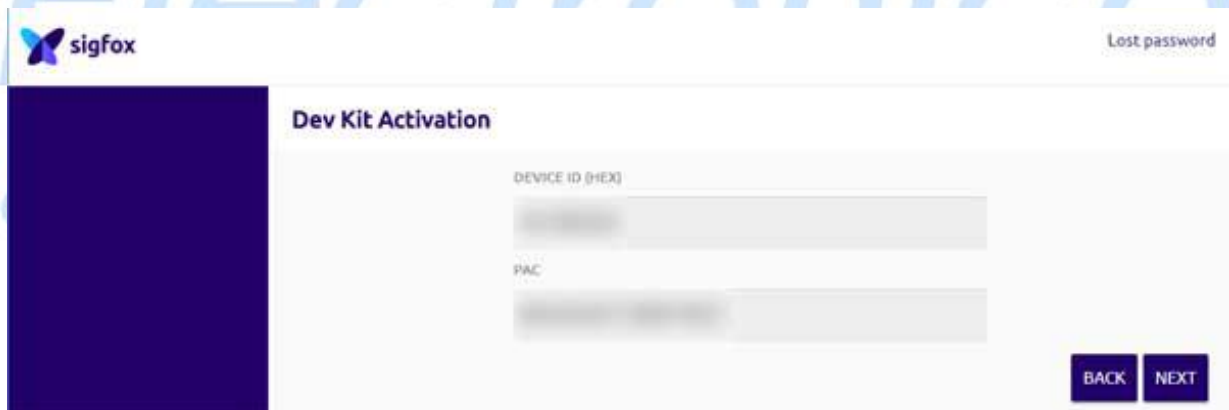 sigfox
Lost password
Dev Kit Activation
DEVICE ID (HEX)
PAC
BACK NEXT